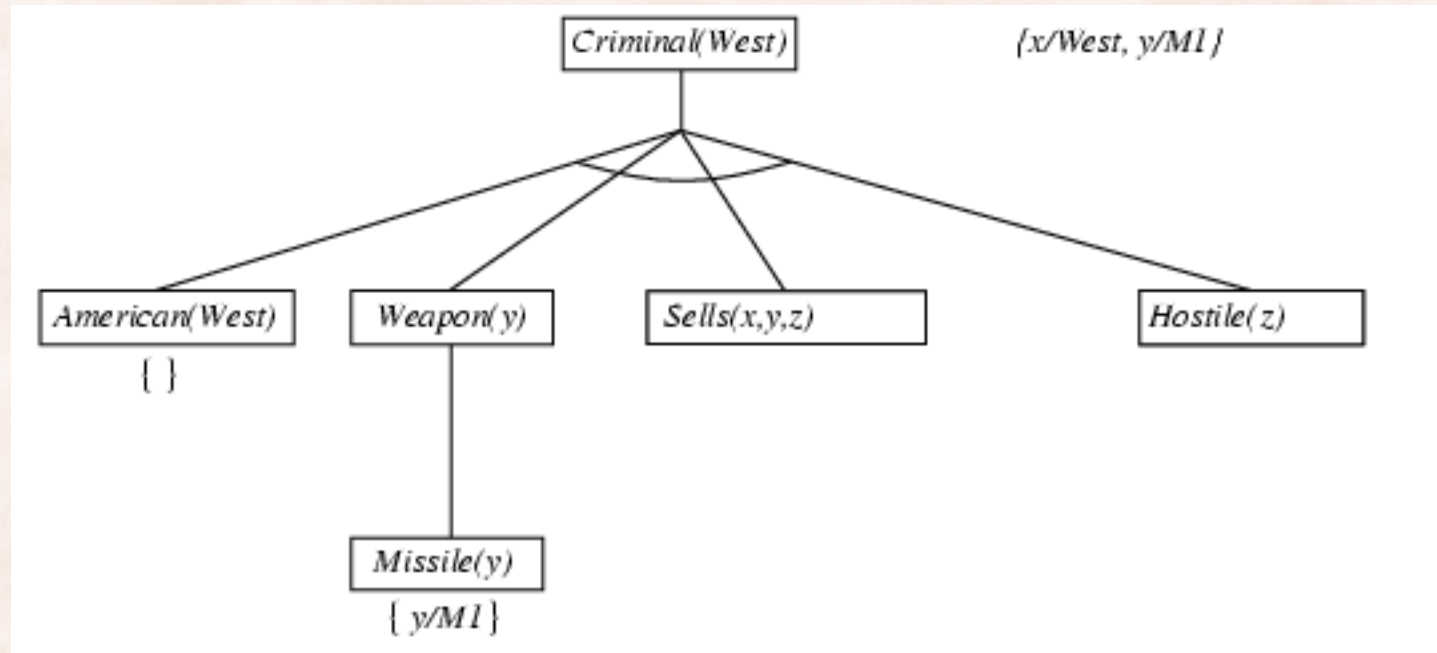 Criminal(West)
{x/West, y/M1}
American(West)
Weapon(y)
Sells(x,y,z)
Hostile(z)
{ }
Missile(y)
{ y/M1 }